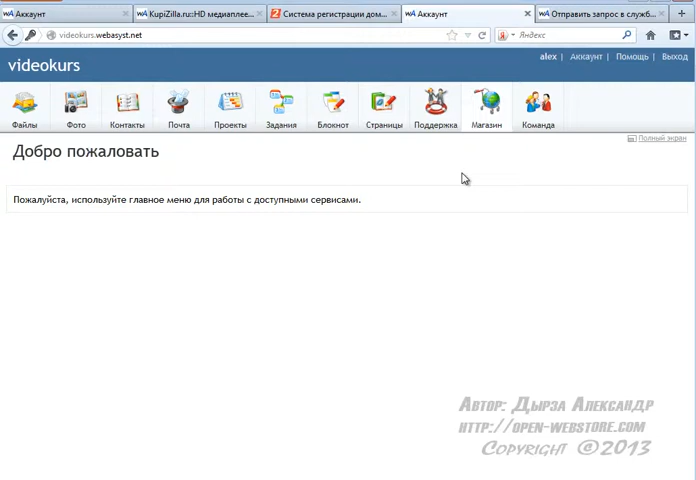 Аккаунт
KupiZilla.ru::HD медиаплее...
Система регистрации дом...
Аккаунт
Отправить запрос в служб...
videokurs.webasyst.net
Яндекс
alex | Аккаунт | Помощь | Выход
videokurs
Файлы Фото Контакты Почта Проекты Задания Блокнот Страницы Поддержка Магазин Команда
Полный экран
Добро пожаловать
Пожалуйста, используйте главное меню для работы с доступными сервисами.
Автор: Дырза Александр
http://open-webstore.com
Copyright ©2013